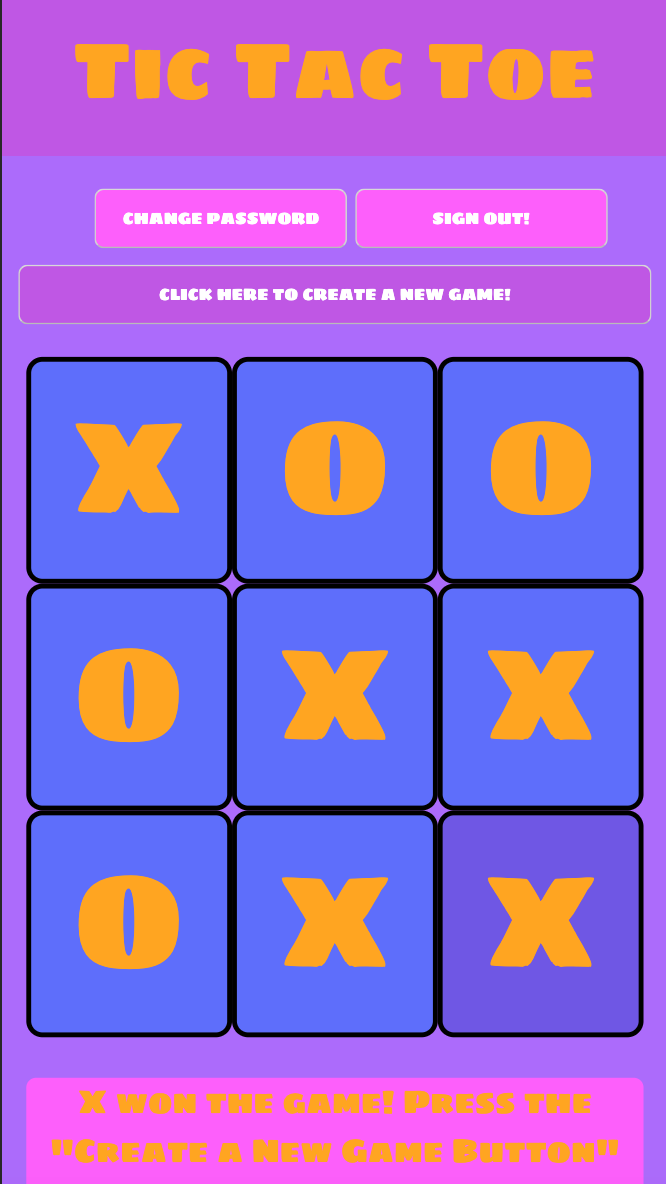 Tic Tac Toe
CHANGE PASSWORD SIGN OUT!
CLICK HERE TO CREATE A NEW GAME!
X O O
O X X
O X X
X won the game! Press the
"Create a New Game Button"